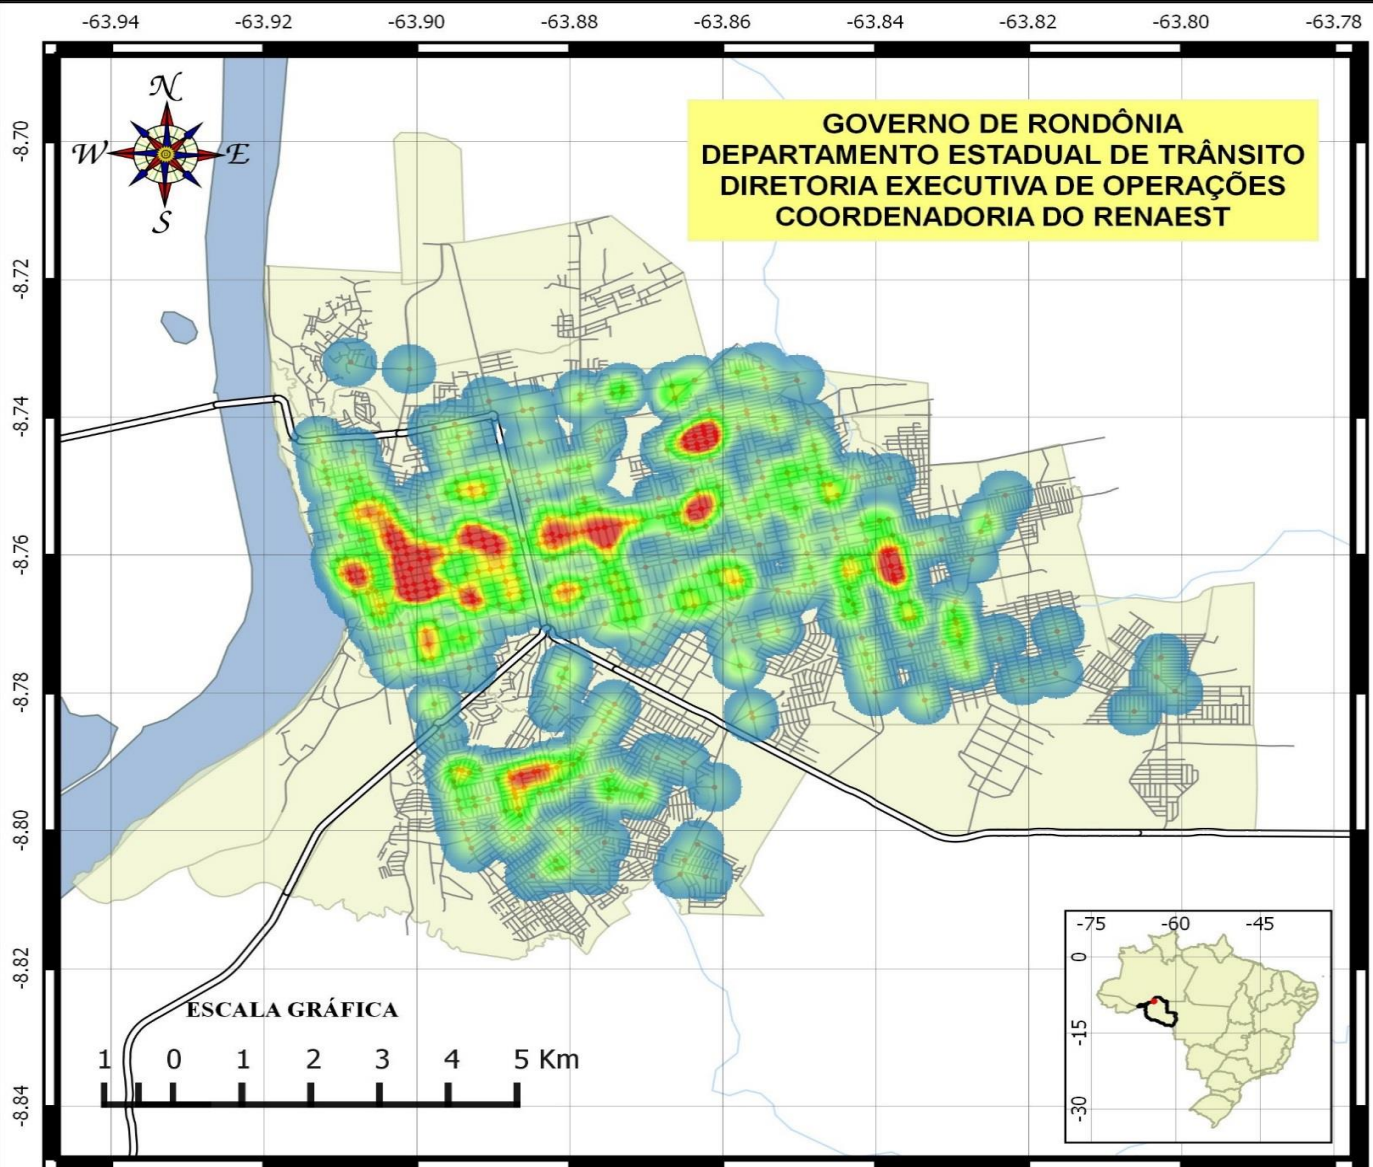 -63.94 -63.92 -63.90 -63.88 -63.86 -63.84 -63.82 -63.80 -63.78
N
W E
S
GOVERNO DE RONDÔNIA
DEPARTAMENTO ESTADUAL DE TRÂNSITO
DIRETORIA EXECUTIVA DE OPERAÇÕES
COORDENADORIA DO RENAEST
-8.70
-8.72
-8.74
-8.76
-8.78
-8.80
-8.82
-8.84
ESCALA GRÁFICA
1 0 1 2 3 4 5 Km
-75 -60 -45
0
-15
-30